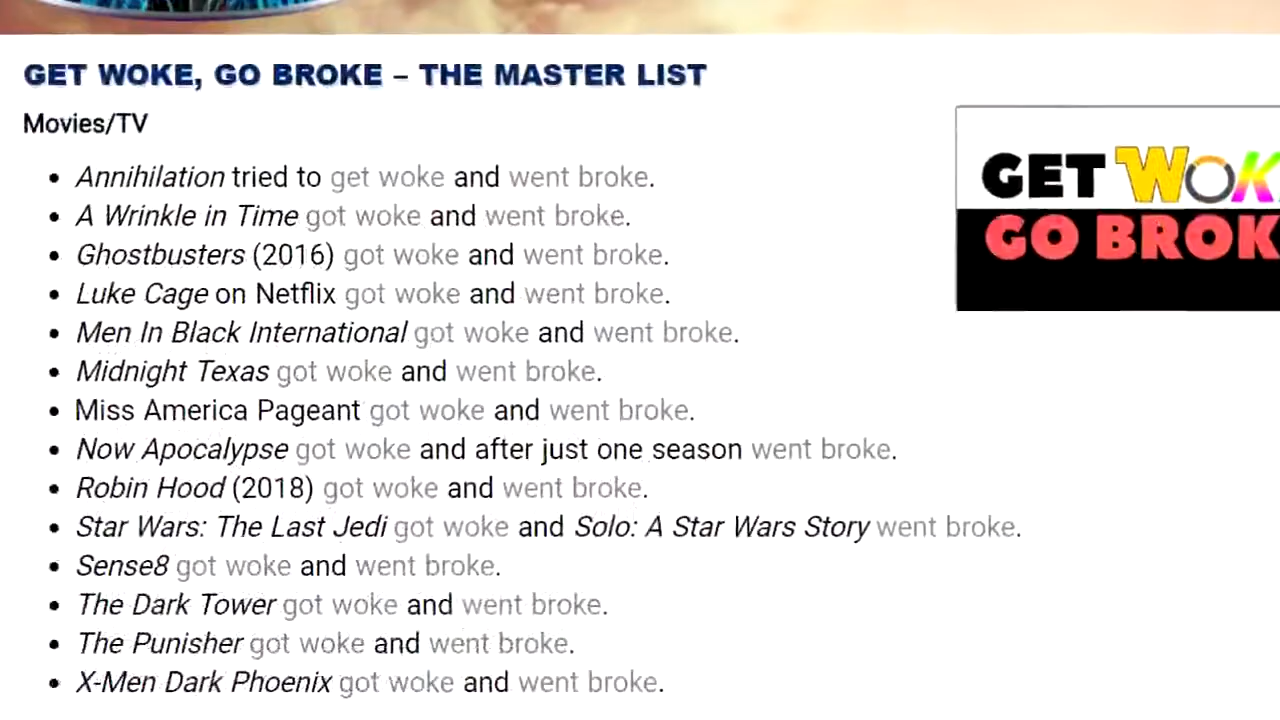 GET WOKE, GO BROKE – THE MASTER LIST
Movies/TV
• Annihilation tried to get woke and went broke.
• A Wrinkle in Time got woke and went broke.
• Ghostbusters (2016) got woke and went broke.
• Luke Cage on Netflix got woke and went broke.
• Men In Black International got woke and went broke.
• Midnight Texas got woke and went broke.
• Miss America Pageant got woke and went broke.
• Now Apocalypse got woke and after just one season went broke.
• Robin Hood (2018) got woke and went broke.
• Star Wars: The Last Jedi got woke and Solo: A Star Wars Story went broke.
• Sense8 got woke and went broke.
• The Dark Tower got woke and went broke.
• The Punisher got woke and went broke.
• X-Men Dark Phoenix got woke and went broke.
GET WOK
GO BROK